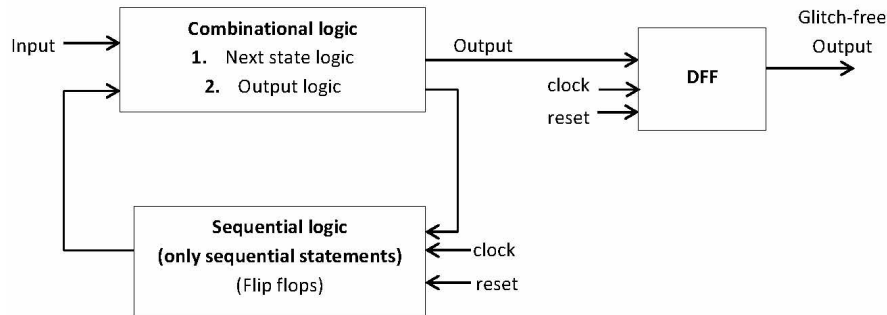 Input
Combinational logic
1. Next state logic
2. Output logic
Output
clock
reset
DFF
Glitch-free
Output
Sequential logic
(only sequential statements)
(Flip flops)
clock
reset